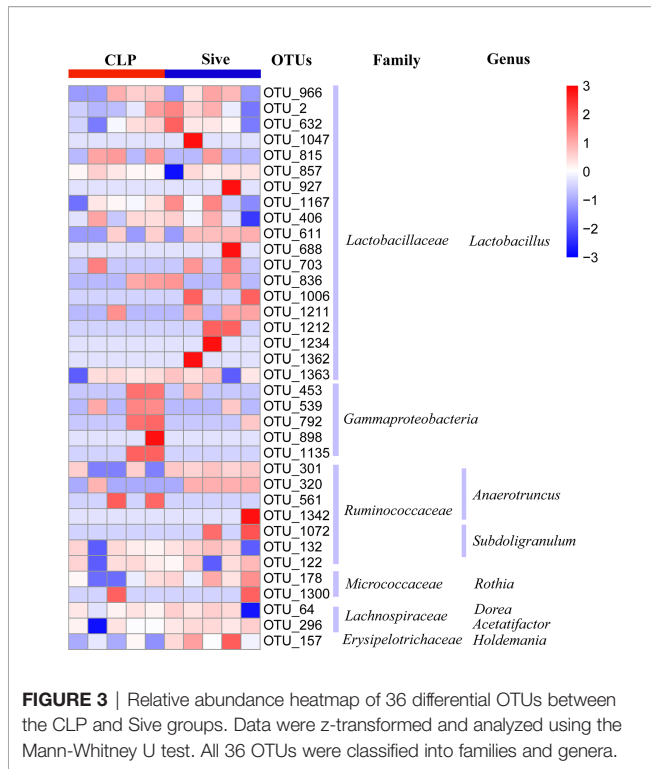 CLP Sive OTUs Family Genus
OTU_966
OTU_2
OTU_632
OTU_1047
OTU_815
OTU_857
OTU_927
OTU_1167
OTU_406
OTU_611
OTU_688
OTU_703
OTU_836
OTU_1006
OTU_1211
OTU_1212
OTU_1234
OTU_1362
OTU_1363
OTU_453
OTU_539
OTU_792
OTU_898
OTU_1135
OTU_301
OTU_320
OTU_561
OTU_1342
OTU_1072
OTU_132
OTU_122
OTU_178
OTU_1300
OTU_64
OTU_296
OTU_157
Lactobacillaceae Lactobacillus
Gammaproteobacteria
Ruminococcaceae
Anaerotruncus
Subdoligranulum
Micrococcaceae Rothia
Lachnospiraceae
Dorea
Acetatifactor
Erysipelotrichaceae Holdemania
3
2
1
0
−1
−2
−3
FIGURE 3 | Relative abundance heatmap of 36 differential OTUs between
the CLP and Sive groups. Data were z-transformed and analyzed using the
Mann-Whitney U test. All 36 OTUs were classified into families and genera.